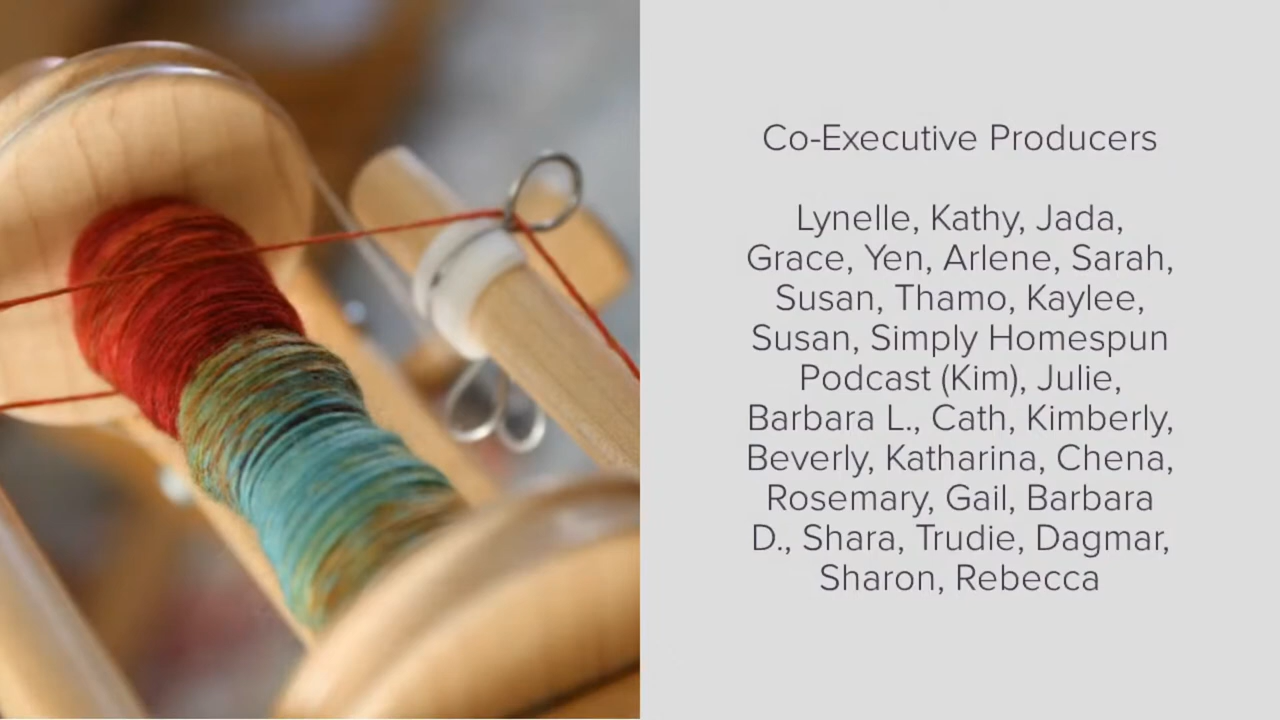 Co-Executive Producers
Lynelle, Kathy, Jada,
Grace, Yen, Arlene, Sarah,
Susan, Thamo, Kaylee,
Susan, Simply Homespun
Podcast (Kim), Julie,
Barbara L., Cath, Kimberly,
Beverly, Katharina, Chena,
Rosemary, Gail, Barbara
D., Shara, Trudie, Dagmar,
Sharon, Rebecca